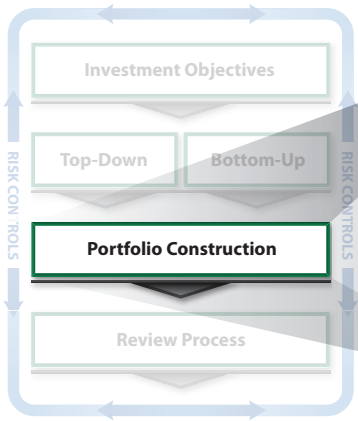 Investment Objectives
Top-Down
Bottom-Up
RISK CONTROLS
RISK CONTROLS
Portfolio Construction
Review Process